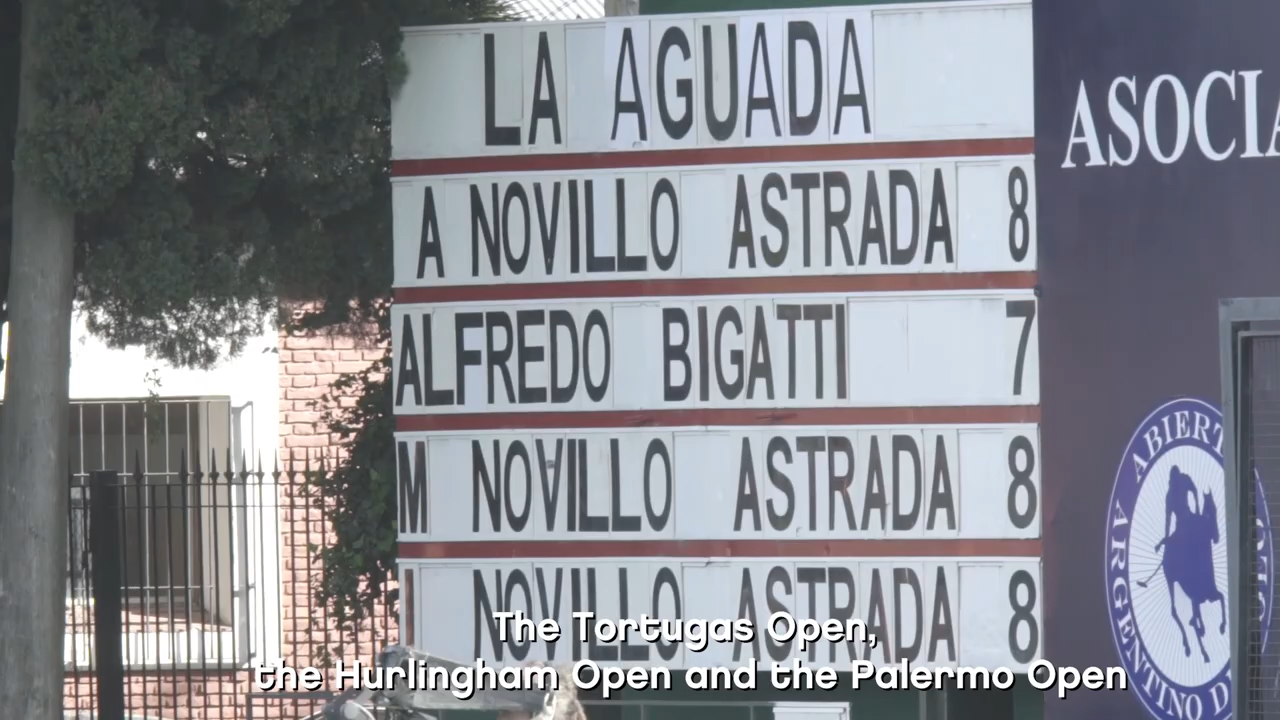 LA AGUADA
A NOVILLO ASTRADA 8
ALFREDO BIGATTI 7
M NOVILLO ASTRADA 8
NOVILLO ASTRADA 8
ASOCIA
ABIERT
ARGENTINO D
The Tortugas Open,
the Hurlingham Open and the Palermo Open